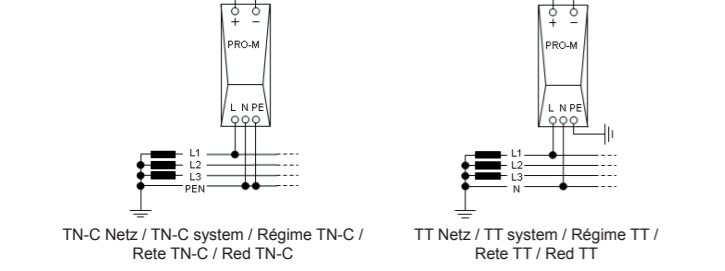 + −
PRO-M
L N PE
L1
L2
L3
PEN
TN-C Netz / TN-C system / Régime TN-C /
Rete TN-C / Red TN-C
+ −
PRO-M
L N PE
L1
L2
L3
N
TT Netz / TT system / Régime TT /
Rete TT / Red TT